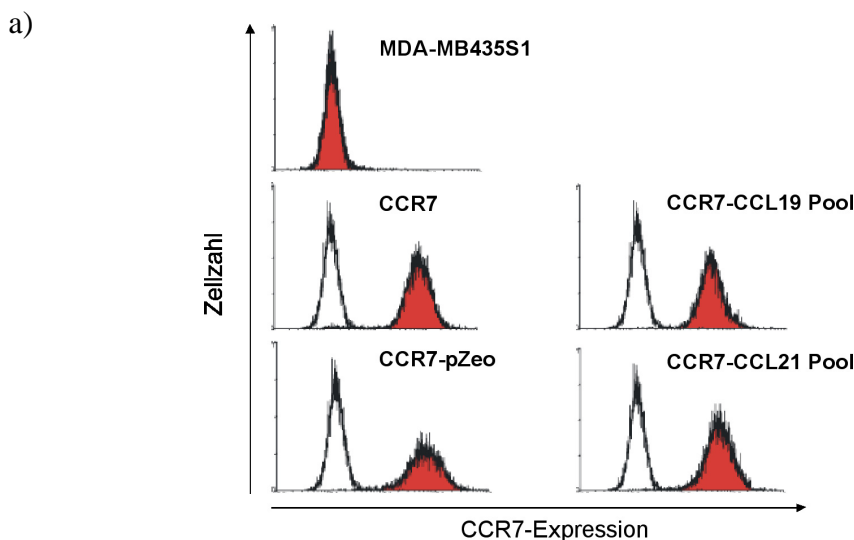 a)
MDA-MB435S1
CCR7
CCR7-CCL19 Pool
Zellzahl
CCR7-pZeo
CCR7-CCL21 Pool
CCR7-Expression